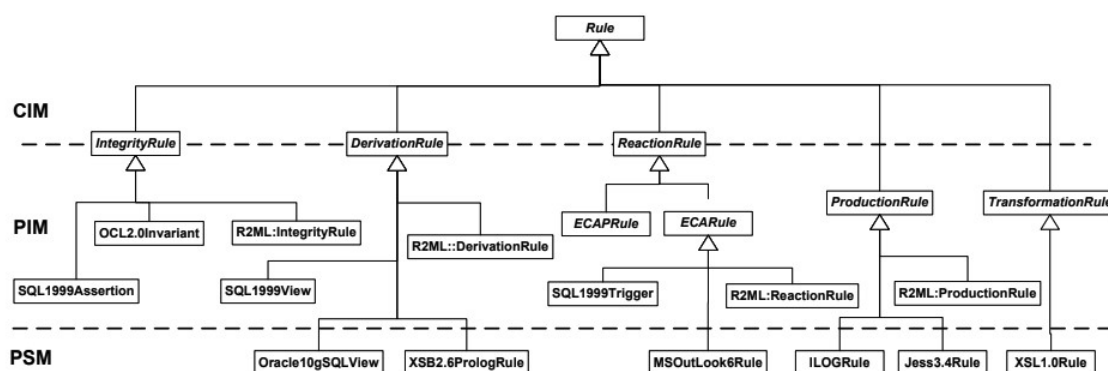 Rule
CIM
IntegrityRule
DerivationRule
ReactionRule
PIM
ECAPRule
ECARule
ProductionRule
TransformationRule
OCL2.0Invariant
R2ML:IntegrityRule
R2ML::DerivationRule
SQL1999Assertion
SQL1999View
SQL1999Trigger
R2ML:ReactionRule
R2ML:ProductionRule
PSM
Oracle10gSQLView
XSB2.6PrologRule
MSOutLook6Rule
ILOGRule
Jess3.4Rule
XSL1.0Rule